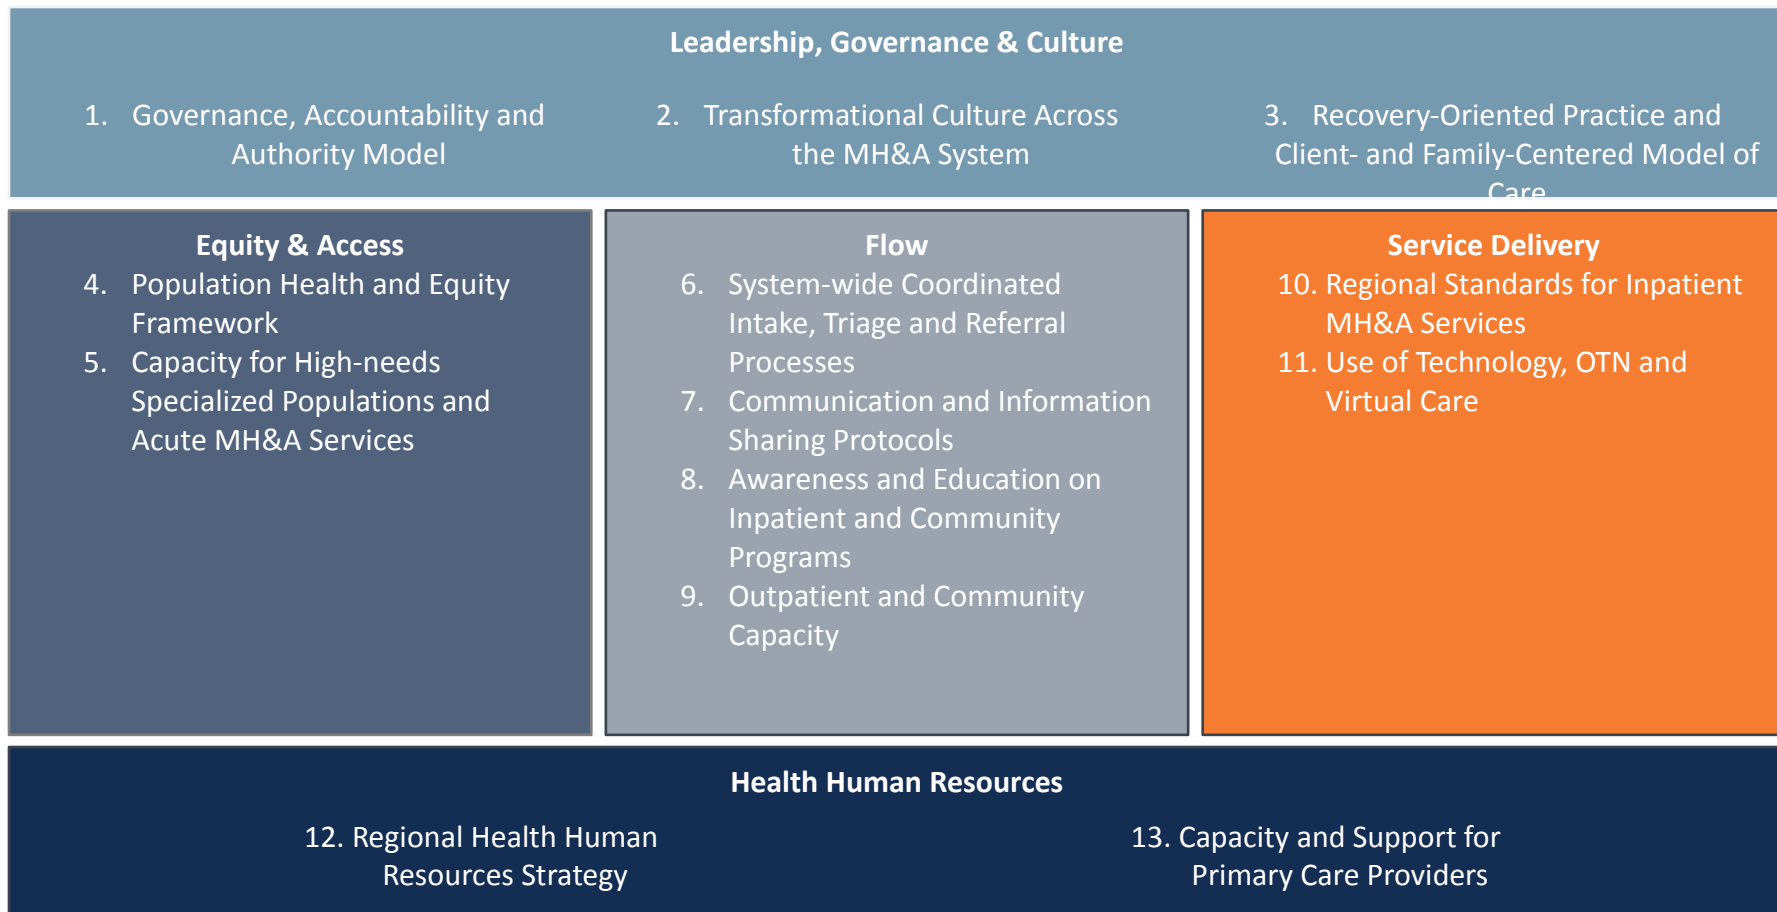 Leadership, Governance & Culture
1. Governance, Accountability and
Authority Model
2. Transformational Culture Across
the MH&A System
3. Recovery-Oriented Practice and
Client- and Family-Centered Model of
Care
Equity & Access
4. Population Health and Equity
Framework
5. Capacity for High-needs
Specialized Populations and
Acute MH&A Services
Flow
6. System-wide Coordinated
Intake, Triage and Referral
Processes
7. Communication and Information
Sharing Protocols
8. Awareness and Education on
Inpatient and Community
Programs
9. Outpatient and Community
Capacity
Service Delivery
10. Regional Standards for Inpatient
MH&A Services
11. Use of Technology, OTN and
Virtual Care
Health Human Resources
12. Regional Health Human
Resources Strategy
13. Capacity and Support for
Primary Care Providers